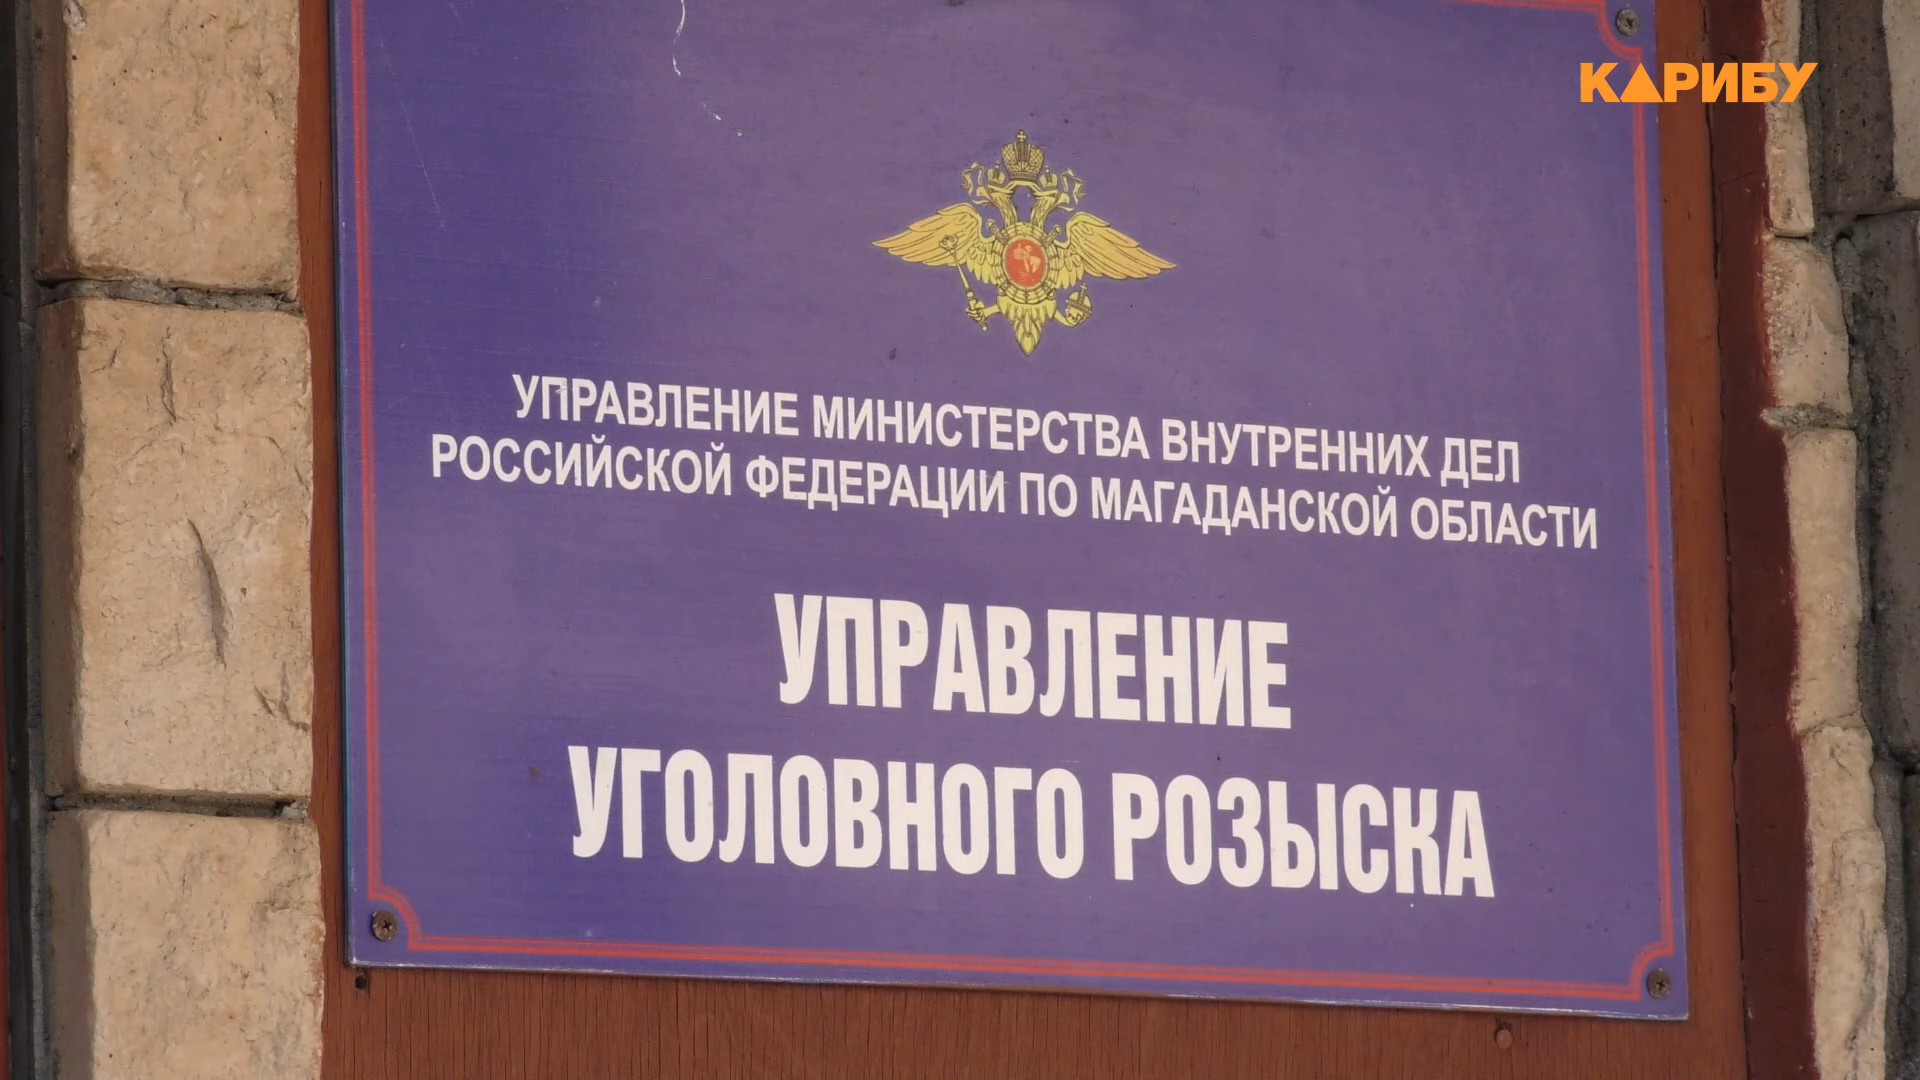 КАРИБУ
УПРАВЛЕНИЕ МИНИСТЕРСТВА ВНУТРЕННИХ ДЕЛ
РОССИЙСКОЙ ФЕДЕРАЦИИ ПО МАГАДАНСКОЙ ОБЛАСТИ
УПРАВЛЕНИЕ
УГОЛОВНОГО РОЗЫСКА